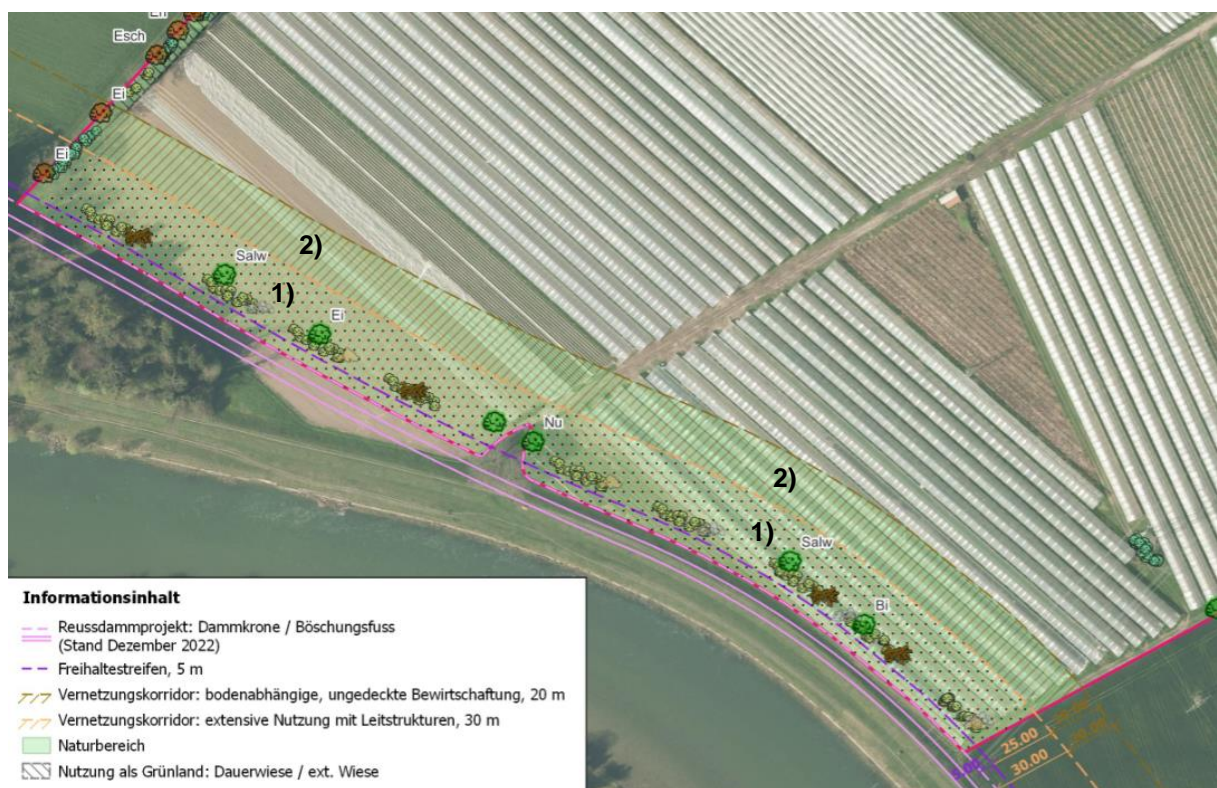 Esch
Ei
Ei
2)
Salw
1)
Ei
Nu
2)
1)
Salw
Bi
25.00
30.00
Informationsinhalt
Reussdammprojekt: Dammkrone / Böschungsfuss
(Stand Dezember 2022)
Freihaltestreifen, 5 m
Vernetzungskorridor: bodenabhängige, ungedeckte Bewirtschaftung, 20 m
Vernetzungskorridor: extensive Nutzung mit Leitstrukturen, 30 m
Naturbereich
Nutzung als Grünland: Dauerwiese / ext. Wiese